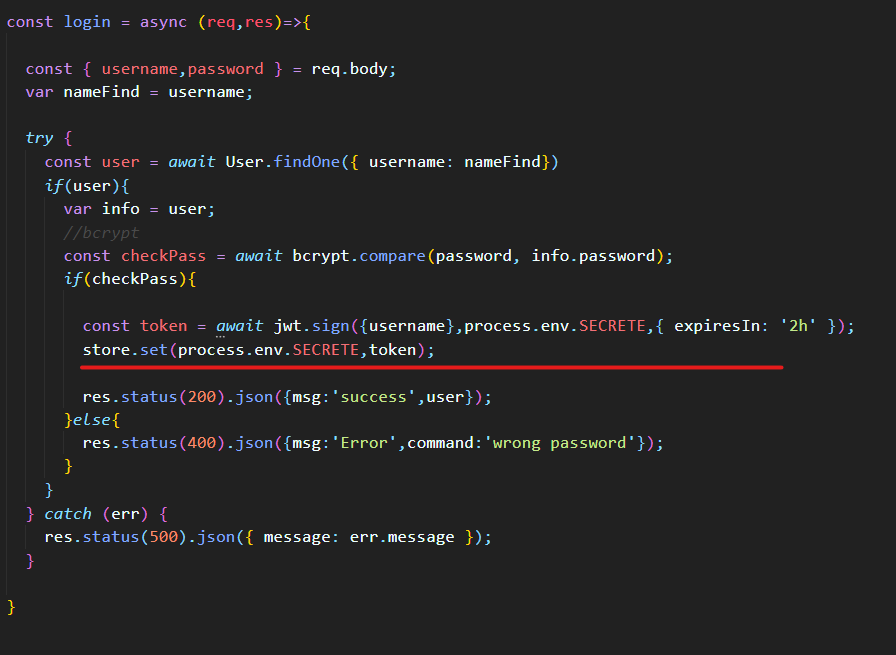 const login = async (req,res)=>{
const { username,password } = req.body;
var nameFind = username;
try {
const user = await User.findOne({ username: nameFind})
if(user){
var info = user;
//bcrypt
const checkPass = await bcrypt.compare(password, info.password);
if(checkPass){
const token = await jwt.sign({username},process.env.SECRETE,{ expiresIn: '2h' });
store.set(process.env.SECRETE,token);
res.status(200).json({msg:'success',user});
}else{
res.status(400).json({msg:'Error',command:'wrong password'});
}
}
} catch (err) {
res.status(500).json({ message: err.message });
}
}